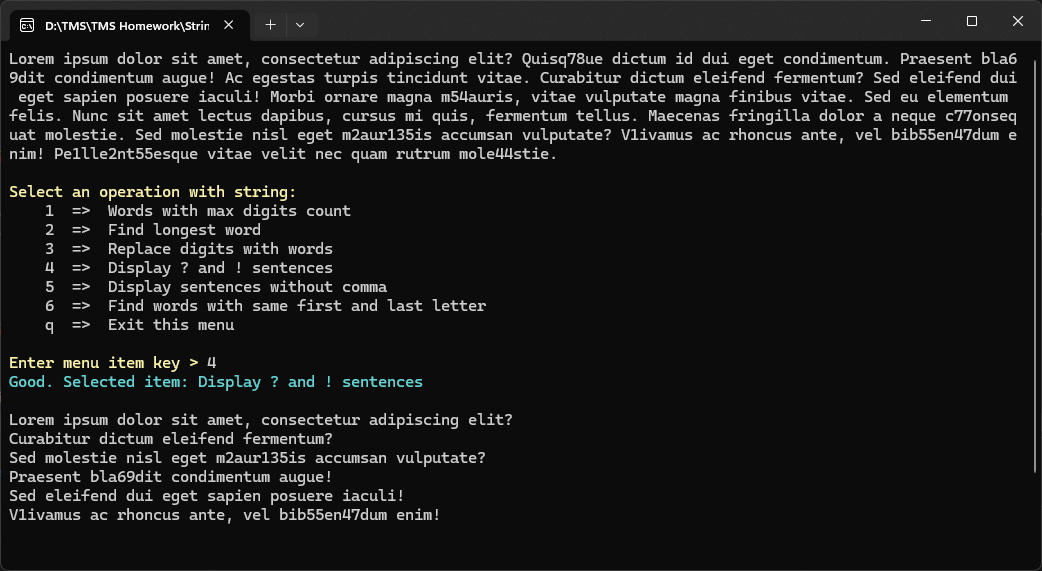 D:\TMS\TMS Homework\Strin
Lorem ipsum dolor sit amet, consectetur adipiscing elit? Quisq78ue dictum id dui eget condimentum. Praesent bla6
9dit condimentum augue! Ac egestas turpis tincidunt vitae. Curabitur dictum eleifend fermentum? Sed eleifend dui
 eget sapien posuere iaculi! Morbi ornare magna m54auris, vitae vulputate magna finibus vitae. Sed eu elementum
felis. Nunc sit amet lectus dapibus, cursus mi quis, fermentum tellus. Maecenas fringilla dolor a neque c77onseq
uat molestie. Sed molestie nisl eget m2aur135is accumsan vulputate? V1ivamus ac rhoncus ante, vel bib55en47dum e
nim! Pe1lle2nt55esque vitae velit nec quam rutrum mole44stie.
Select an operation with string:
1 => Words with max digits count
2 => Find longest word
3 => Replace digits with words
4 => Display ? and ! sentences
5 => Display sentences without comma
6 => Find words with same first and last letter
q => Exit this menu
Enter menu item key > 4
Good. Selected item: Display ? and ! sentences
Lorem ipsum dolor sit amet, consectetur adipiscing elit?
Curabitur dictum eleifend fermentum?
Sed molestie nisl eget m2aur135is accumsan vulputate?
Praesent bla69dit condimentum augue!
Sed eleifend dui eget sapien posuere iaculi!
V1ivamus ac rhoncus ante, vel bib55en47dum enim!